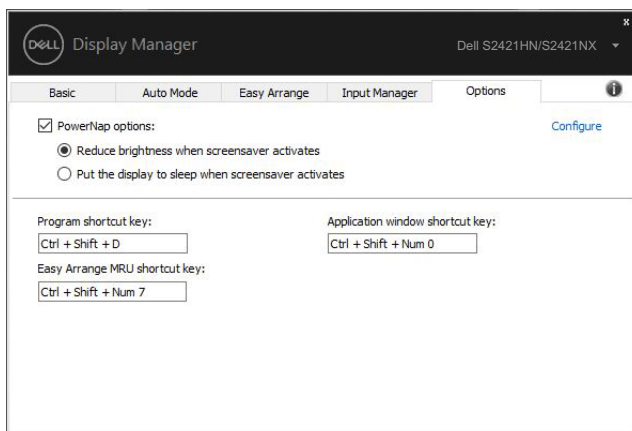 DELL Display Manager
Dell S2421HN/S2421NX
x
Basic Auto Mode Easy Arrange Input Manager Options
PowerNap options: Configure
Reduce brightness when screensaver activates
Put the display to sleep when screensaver activates
Program shortcut key: Application window shortcut key:
Ctrl + Shift + D Ctrl + Shift + Num 0
Easy Arrange MRU shortcut key:
Ctrl + Shift + Num 7